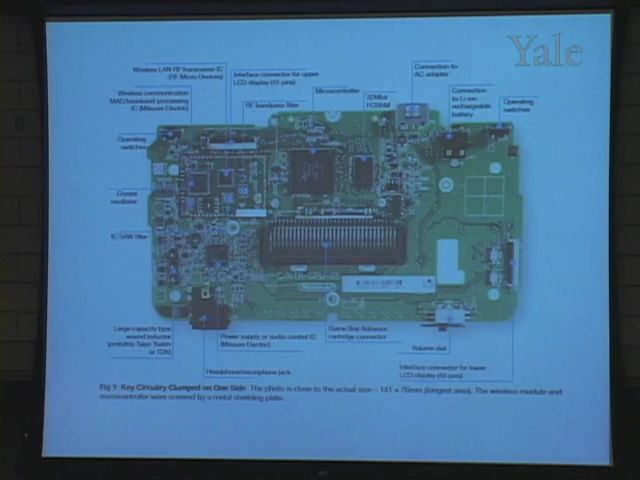 Yale
Wireless LAN RF transceiver IC
(RF Micro Devices)
Wireless communication
MAC/baseband processing
IC (Mitsumi Electric)
Operating
switches
Crystal
oscillator
IC SAW filter
Large-capacity type
wound inductor
(probably Taiyo Yuden
or TDK)
Interface connector for upper
LCD display (41 pins)
RF bandpass filter
Microcontroller
32Mbit
FCRAM
Connection to
AC adapter
Connection
to Li-ion
rechargeable
battery
Operating
switches
Nintendo
Power supply or audio control IC
(Mitsumi Electric)
Headphone/microphone jack
Game Boy Advance
cartridge connector
Volume dial
Interface connector for lower
LCD display (49 pins)
Fig 1 Key Circuitry Clumped on One Side The photo is close to the actual size – 141 x 76mm (longest area). The wireless module and
microcontroller were covered by a metal shielding plate.